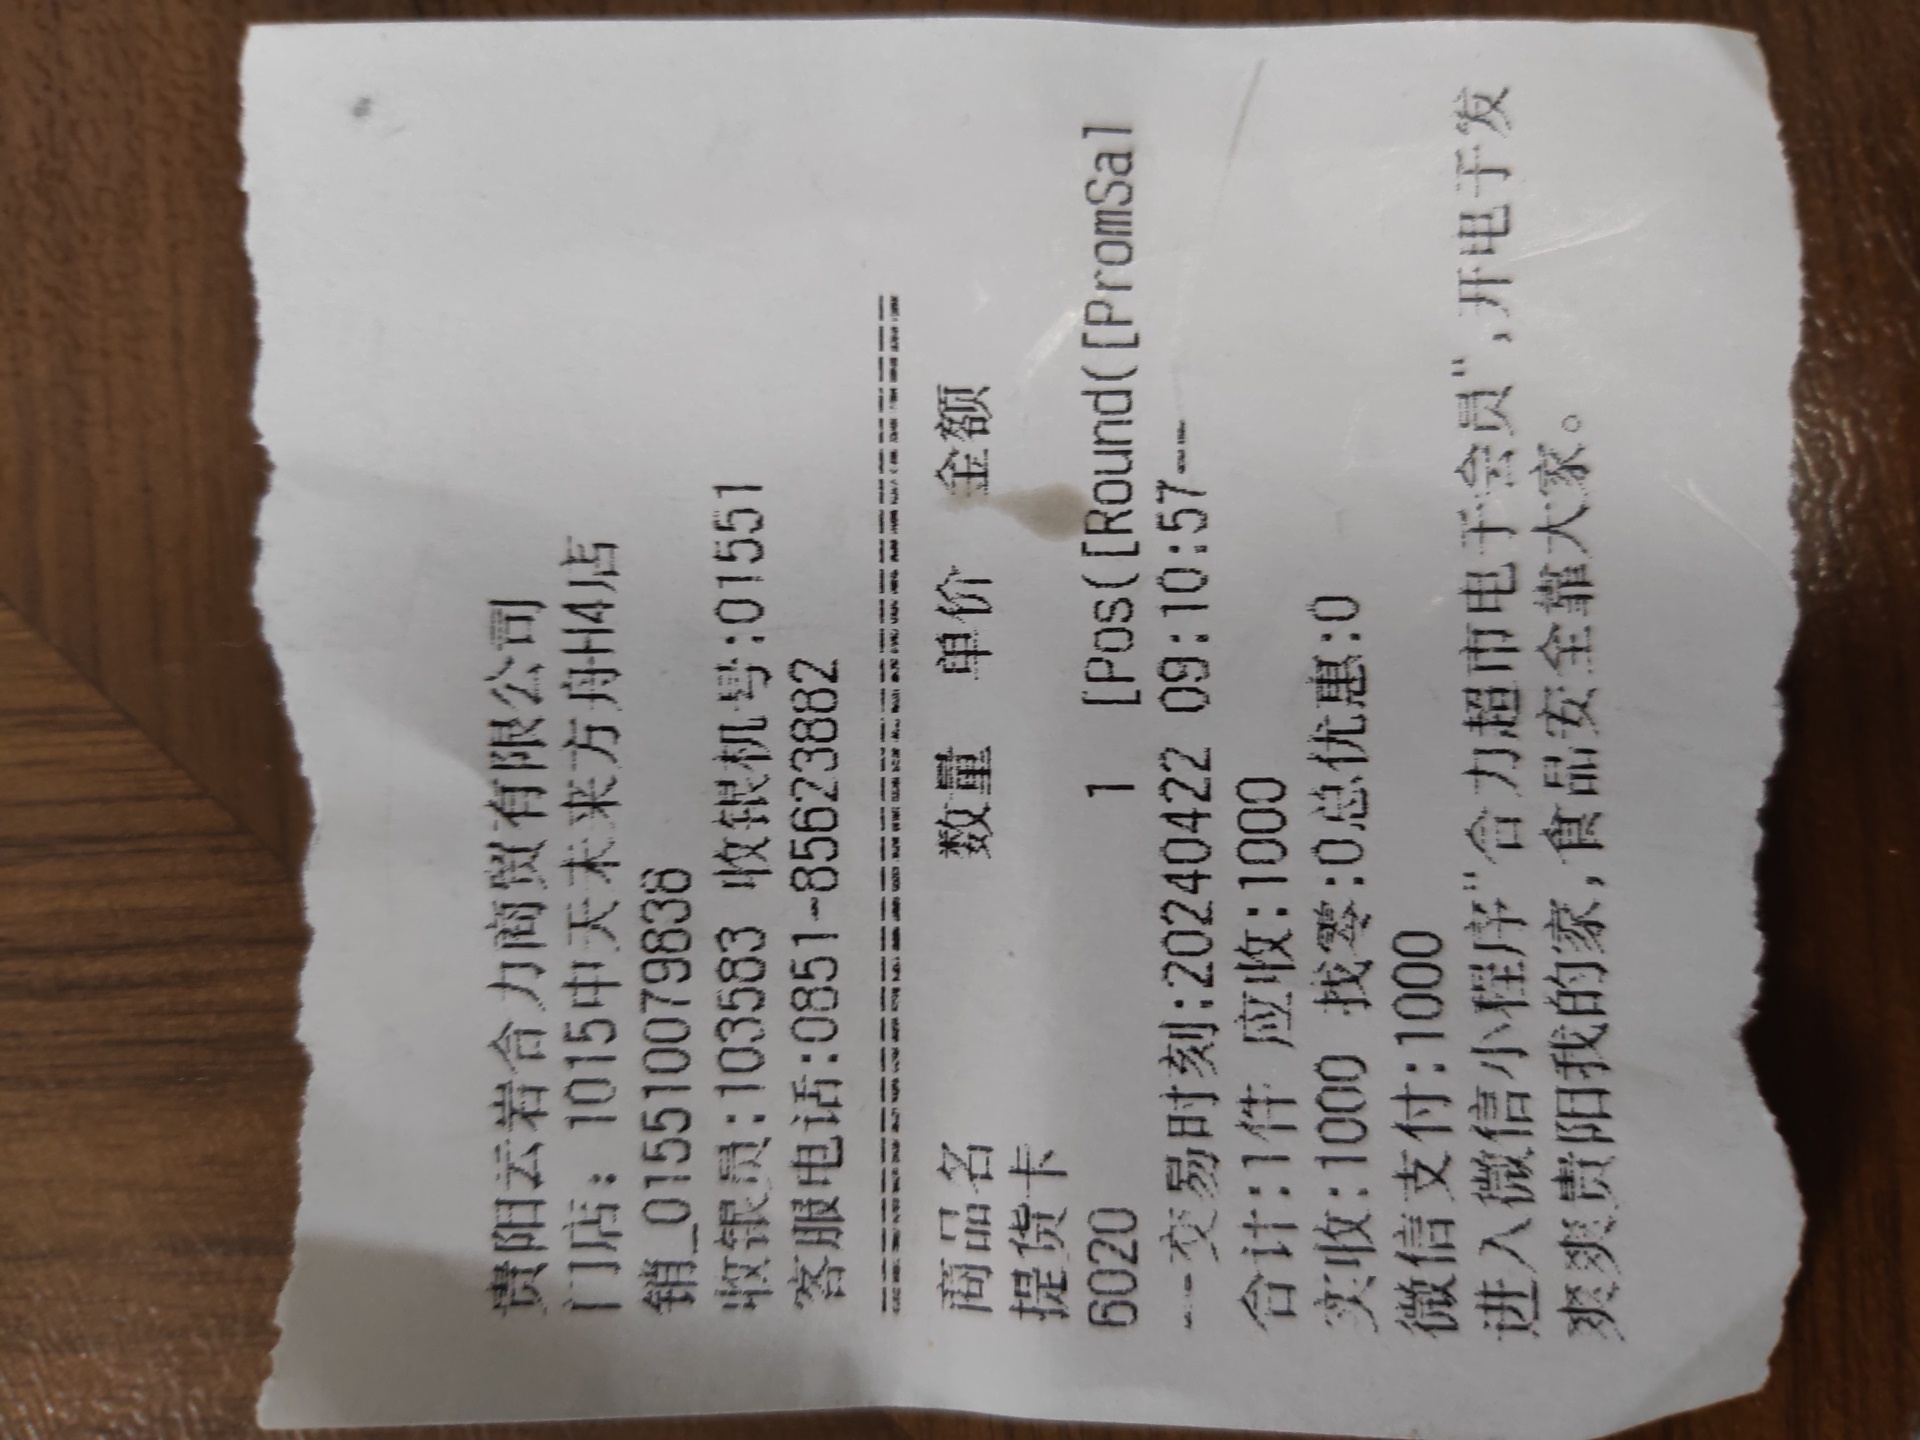 贵阳云岩合力商贸有限公司
门店: 1015中天未来方舟H4店
销_015510079838
收银员:103583 收银机号:01551
客服电话:0851-85623882
商品名 数量 单价 金额
提货卡
6020 1 [Pos([Round([PromSal
---交易时刻:20240422 09:10:57---
合计:1件 应收:1000
实收:1000 找零:0总优惠:0
微信支付:1000
进入微信小程序"合力超市电子会员",开电子发
爽爽贵阳我的家,食品安全靠大家。